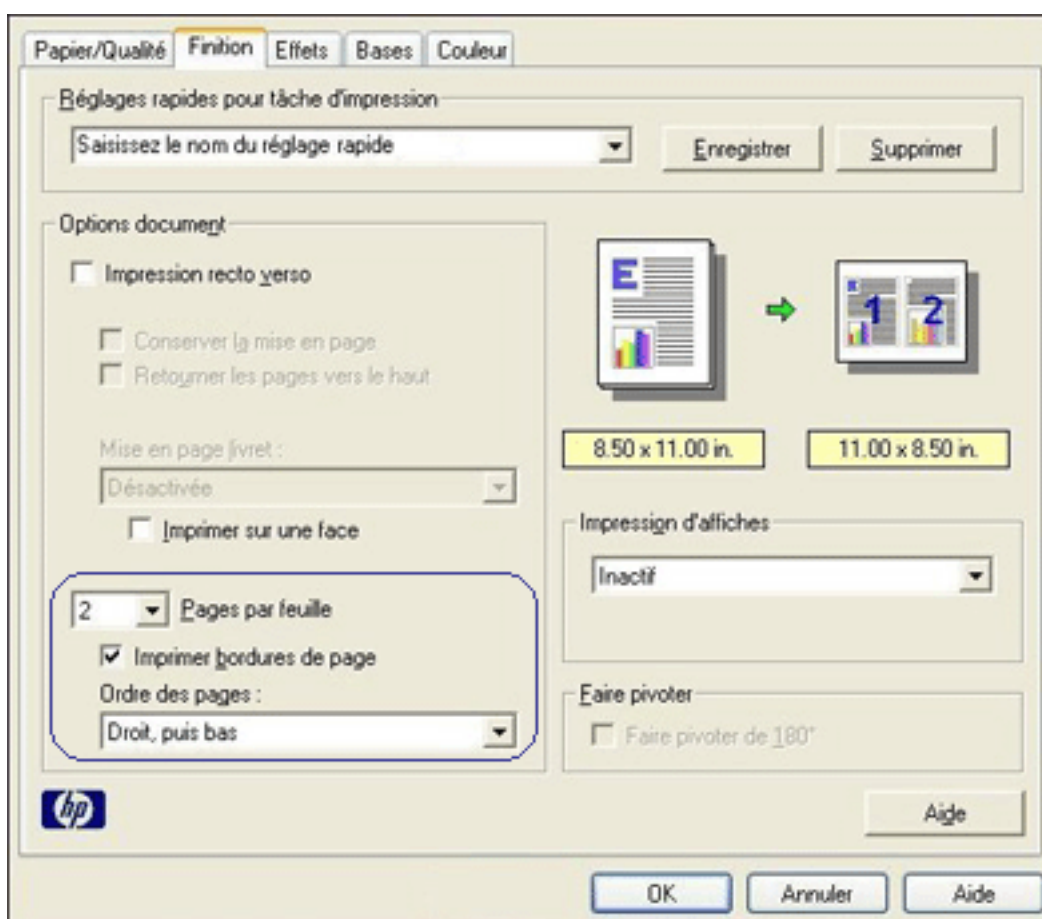 Papier/Qualité Finition Effets Bases Couleur
Réglages rapides pour tâche d'impression
Saisissez le nom du réglage rapide Enregistrer Supprimer
Options document
Impression recto verso
Conserver la mise en page
Retourner les pages vers le haut
Mise en page livret :
Désactivée
Imprimer sur une face
2 Pages par feuille
Imprimer bordures de page
Ordre des pages :
Droit, puis bas
E
1 2
8.50 x 11.00 in. 11.00 x 8.50 in.
Impression d'affiches
Inactif
Faire pivoter
Faire pivoter de 180°
hp
Aide
OK Annuler Aide